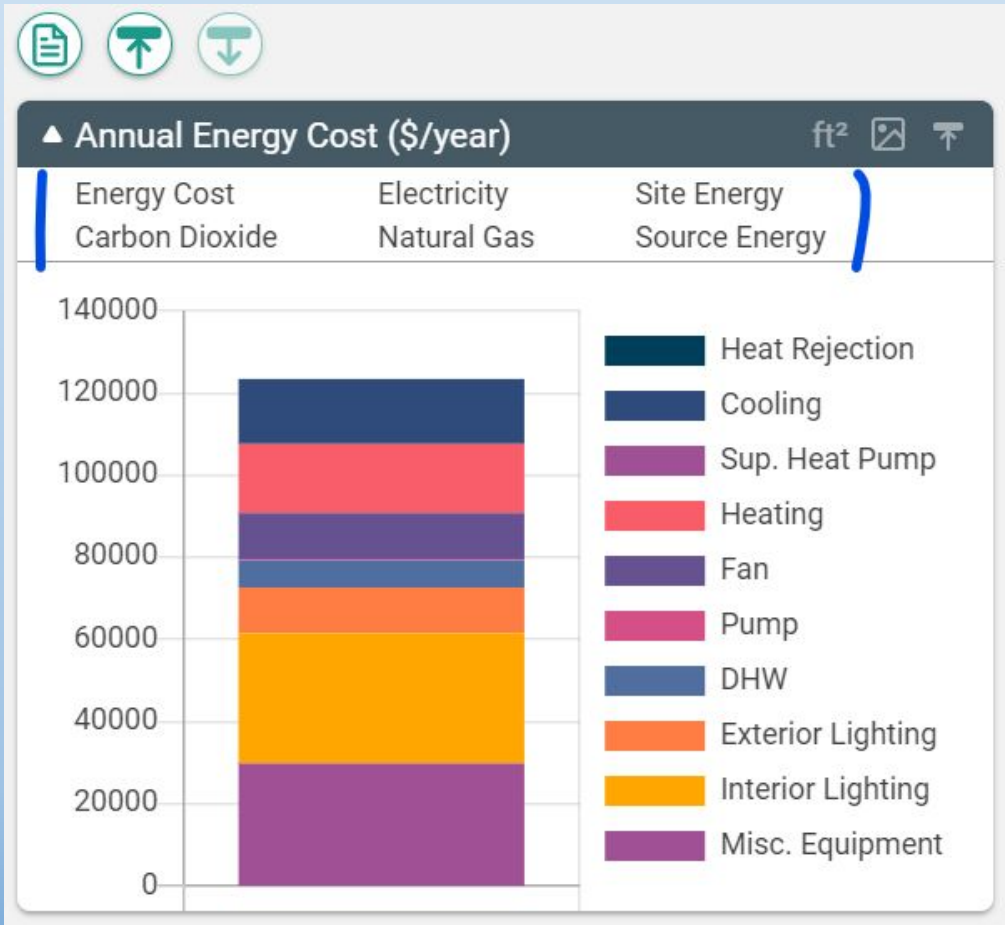 Annual Energy Cost ($/year) ft²
Energy Cost Electricity Site Energy
Carbon Dioxide Natural Gas Source Energy
140000
120000
100000
80000
60000
40000
20000
0
Heat Rejection
Cooling
Sup. Heat Pump
Heating
Fan
Pump
DHW
Exterior Lighting
Interior Lighting
Misc. Equipment